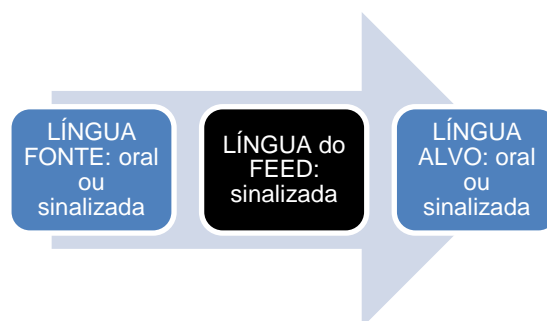 LÍNGUA
FONTE: oral
ou
sinalizada
LÍNGUA do
FEED:
sinalizada
LÍNGUA
ALVO: oral
ou
sinalizada